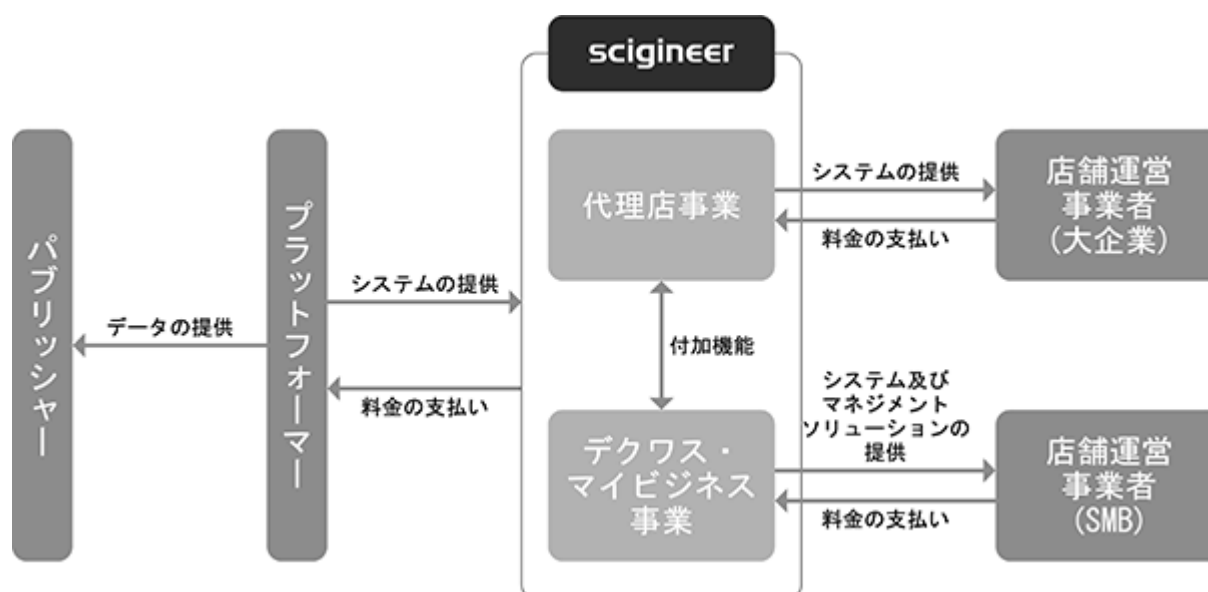 scigineer
パブリッシャー
データの提供
プラットフォーマー
システムの提供
料金の支払い
代理店事業
付加機能
デクワス・
マイビジネス
事業
システムの提供
料金の支払い
店舗運営
事業者
(大企業)
システム及び
マネジメント
ソリューションの
提供
料金の支払い
店舗運営
事業者
(SMB)